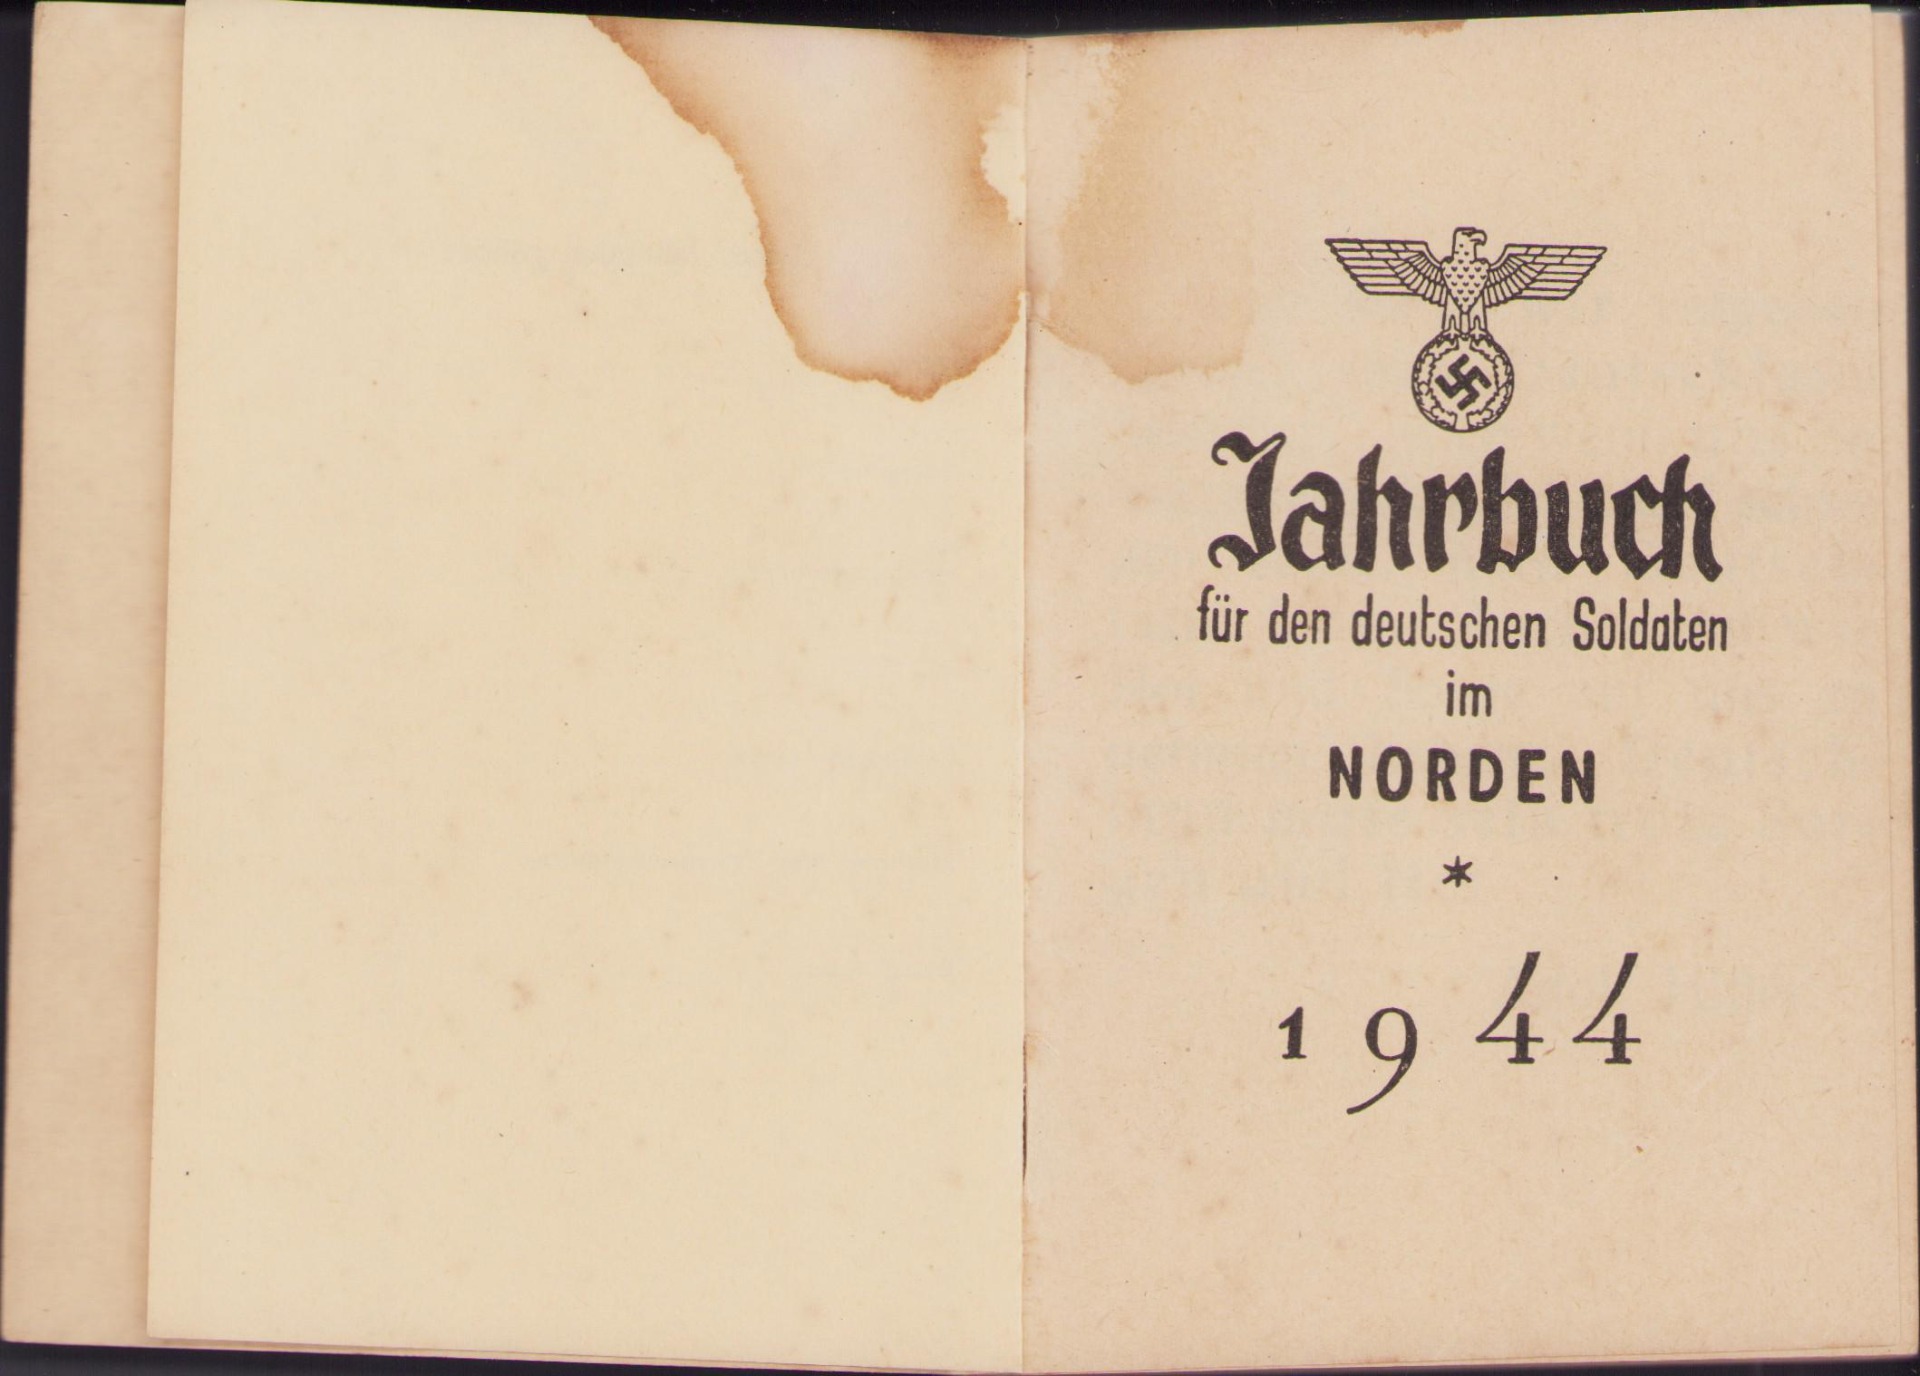 Jahrbuch
für den deutschen Soldaten
im
NORDEN
*
1944